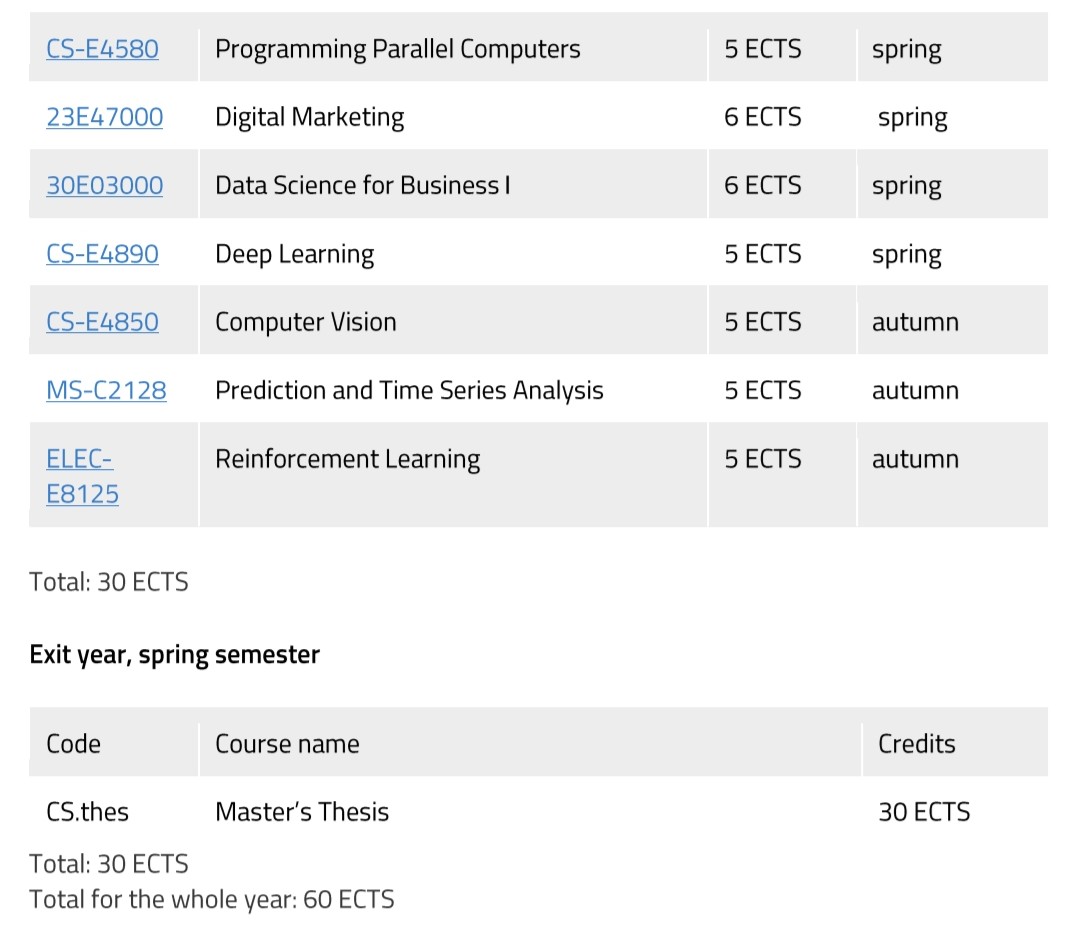 CS-E4580 Programming Parallel Computers 5 ECTS spring
23E47000 Digital Marketing 6 ECTS spring
30E03000 Data Science for Business I 6 ECTS spring
CS-E4890 Deep Learning 5 ECTS spring
CS-E4850 Computer Vision 5 ECTS autumn
MS-C2128 Prediction and Time Series Analysis 5 ECTS autumn
ELEC- Reinforcement Learning 5 ECTS autumn
E8125
Total: 30 ECTS
Exit year, spring semester
Code Course name Credits
CS.thes Master’s Thesis 30 ECTS
Total: 30 ECTS
Total for the whole year: 60 ECTS